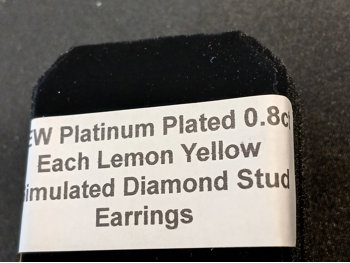 EW Platinum Plated 0.8c
Each Lemon Yellow
imulated Diamond Stud
Earrings